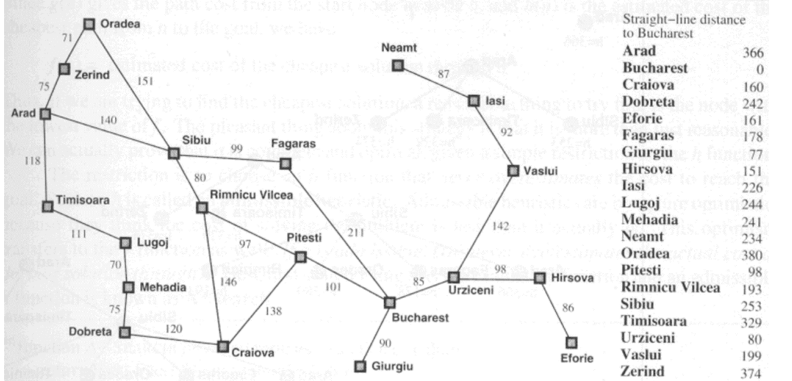 Oradea
71
Neamt
87
Zerind
151
75
Iasi
Arad
140
92
Sibiu
99
Fagaras
118
80
Vaslui
Rimnicu Vilcea
Timisoara
142
111
211
Lugoj
97
Pitesti
70
98
Hirsova
85
Mehadia
146
101
Urziceni
86
75
138
Bucharest
Dobreta
120
90
Craiova
Eforie
Giurgiu
Straight–line distance
to Bucharest
Arad 366
Bucharest 0
Craiova 160
Dobreta 242
Eforie 161
Fagaras 178
Giurgiu 77
Hirsova 151
Iasi 226
Lugoj 244
Mehadia 241
Neamt 234
Oradea 380
Pitesti 98
Rimnicu Vilcea 193
Sibiu 253
Timisoara 329
Urziceni 80
Vaslui 199
Zerind 374